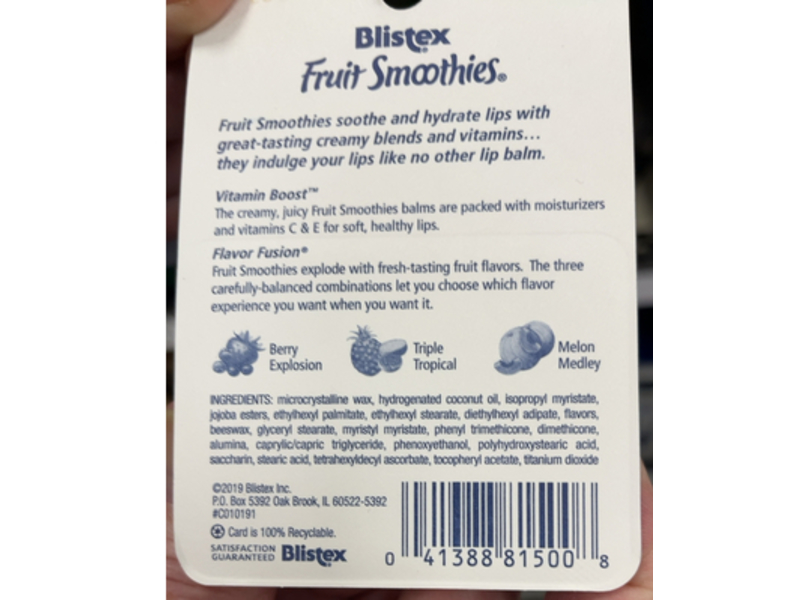 Blistex
Fruit Smoothies®
Fruit Smoothies soothe and hydrate lips with
great-tasting creamy blends and vitamins...
they indulge your lips like no other lip balm.
Vitamin Boost™
The creamy, juicy Fruit Smoothies balms are packed with moisturizers
and vitamins C & E for soft, healthy lips.
Flavor Fusion®
Fruit Smoothies explode with fresh-tasting fruit flavors. The three
carefully-balanced combinations let you choose which flavor
experience you want when you want it.
Berry
Explosion
Triple
Tropical
Melon
Medley
INGREDIENTS: microcrystalline wax, hydrogenated coconut oil, isopropyl myristate,
jojoba esters, ethylhexyl palmitate, ethylhexyl stearate, diethylhexyl adipate, flavors,
beeswax, glyceryl stearate, myristyl myristate, phenyl trimethicone, dimethicone,
alumina, caprylic/capric triglyceride, phenoxyethanol, polyhydroxystearic acid,
saccharin, stearic acid, tetrahexyldecyl ascorbate, tocopheryl acetate, titanium dioxide
©2019 Blistex Inc.
P.O. Box 5392 Oak Brook, IL 60522-5392
#C010191
Card is 100% Recyclable.
SATISFACTION
GUARANTEED Blistex
0 41388 81500 8